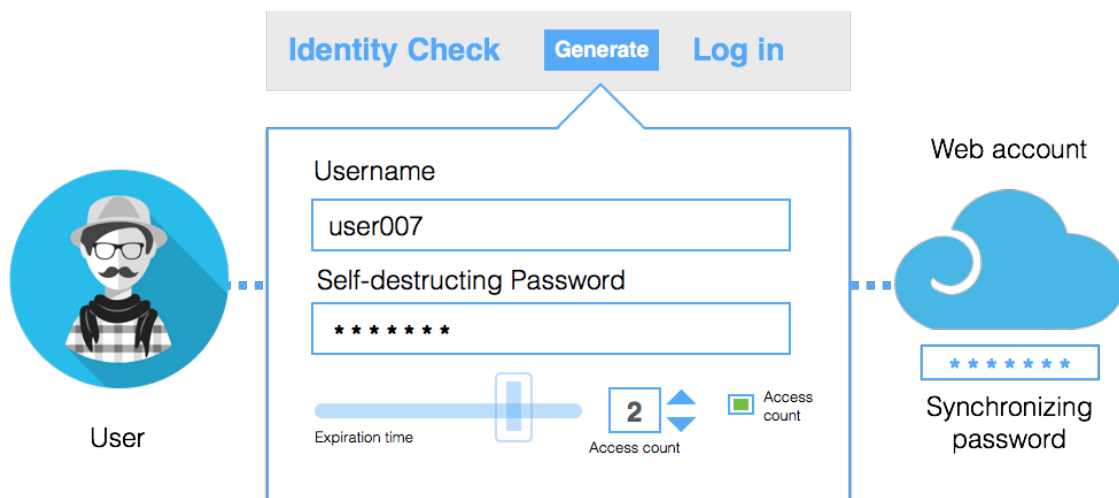 Identity Check
Generate
Log in
Username
user007
Self-destructing Password
* * * * * * *
Expiration time
2
Access count
Access
count
User
Web account
* * * * * * *
Synchronizing
password